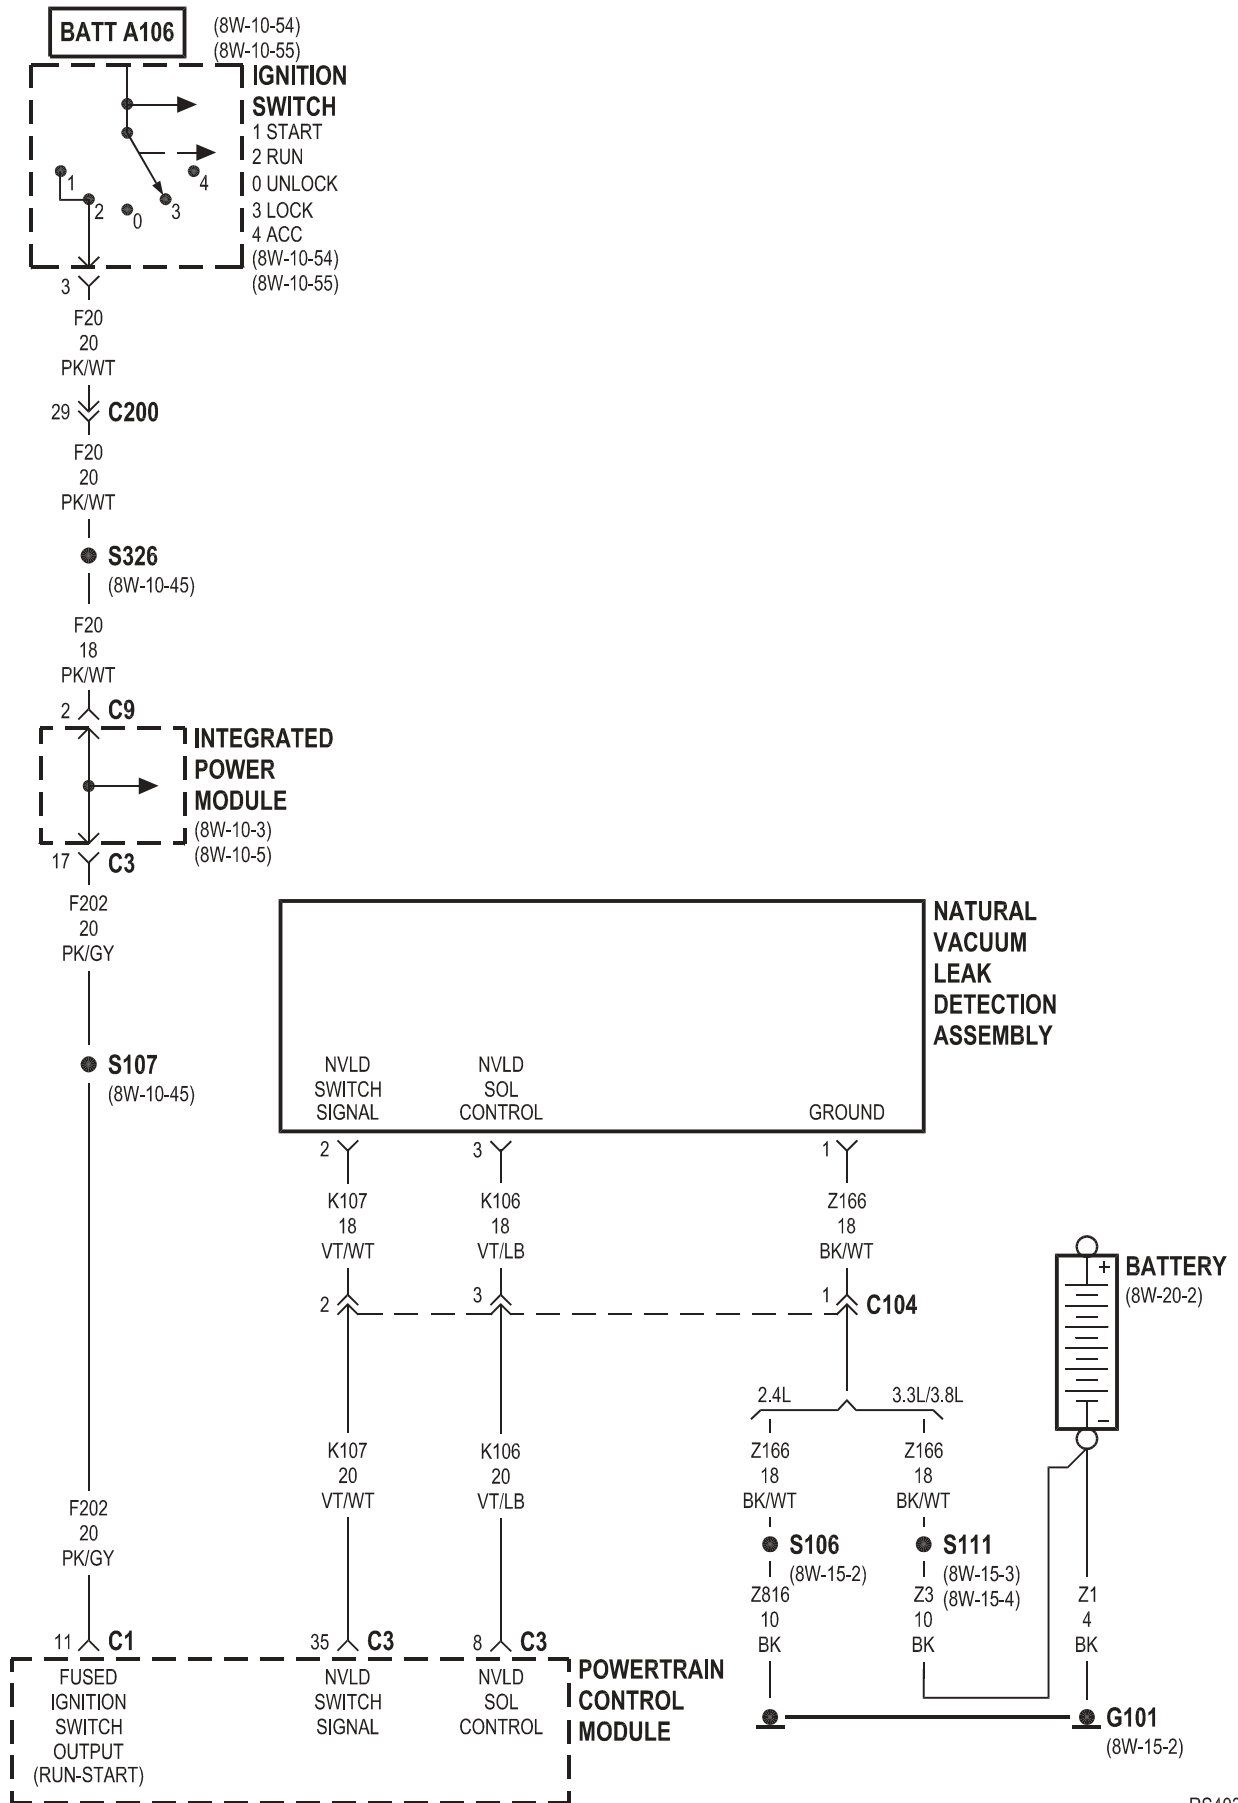 BATT A106
(8W-10-54)
(8W-10-55)
IGNITION
SWITCH
1 START
2 RUN
0 UNLOCK
3 LOCK
4 ACC
(8W-10-54)
(8W-10-55)
1
2
0
3
4
3
F20
20
PK/WT
29 C200
F20
20
PK/WT
S326
(8W-10-45)
F20
18
PK/WT
2 C9
INTEGRATED
POWER
MODULE
(8W-10-3)
(8W-10-5)
17 C3
F202
20
PK/GY
S107
(8W-10-45)
F202
20
PK/GY
11 C1
FUSED
IGNITION
SWITCH
OUTPUT
(RUN-START)
NATURAL
VACUUM
LEAK
DETECTION
ASSEMBLY
NVLD
SWITCH
SIGNAL
2
K107
18
VT/WT
2
K107
20
VT/WT
35 C3
NVLD
SWITCH
SIGNAL
NVLD
SOL
CONTROL
3
K106
18
VT/LB
3
K106
20
VT/LB
8 C3
NVLD
SOL
CONTROL
POWERTRAIN
CONTROL
MODULE
GROUND
1
Z166
18
BK/WT
1 C104
2.4L
3.3L/3.8L
Z166
18
BK/WT
S106
(8W-15-2)
Z816
10
BK
Z166
18
BK/WT
S111
(8W-15-3)
(8W-15-4)
Z3
10
BK
+
-
BATTERY
(8W-20-2)
Z1
4
BK
G101
(8W-15-2)